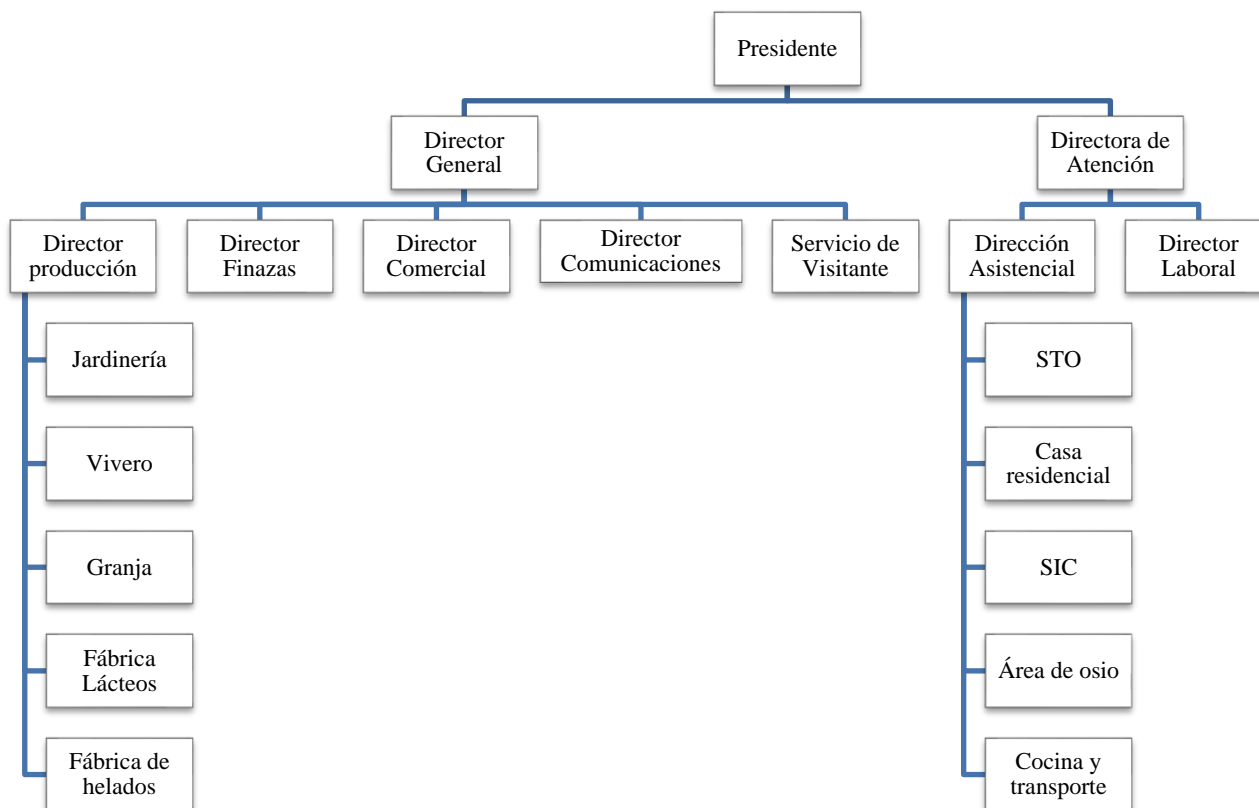 Presidente
Director
General
Directora de
Atención
Director
producción
Director
Finazas
Director
Comercial
Director
Comunicaciones
Servicio de
Visitante
Dirección
Asistencial
Director
Laboral
Jardinería
Vivero
Granja
Fábrica
Lácteos
Fábrica de
helados
STO
Casa
residencial
SIC
Área de osio
Cocina y
transporte